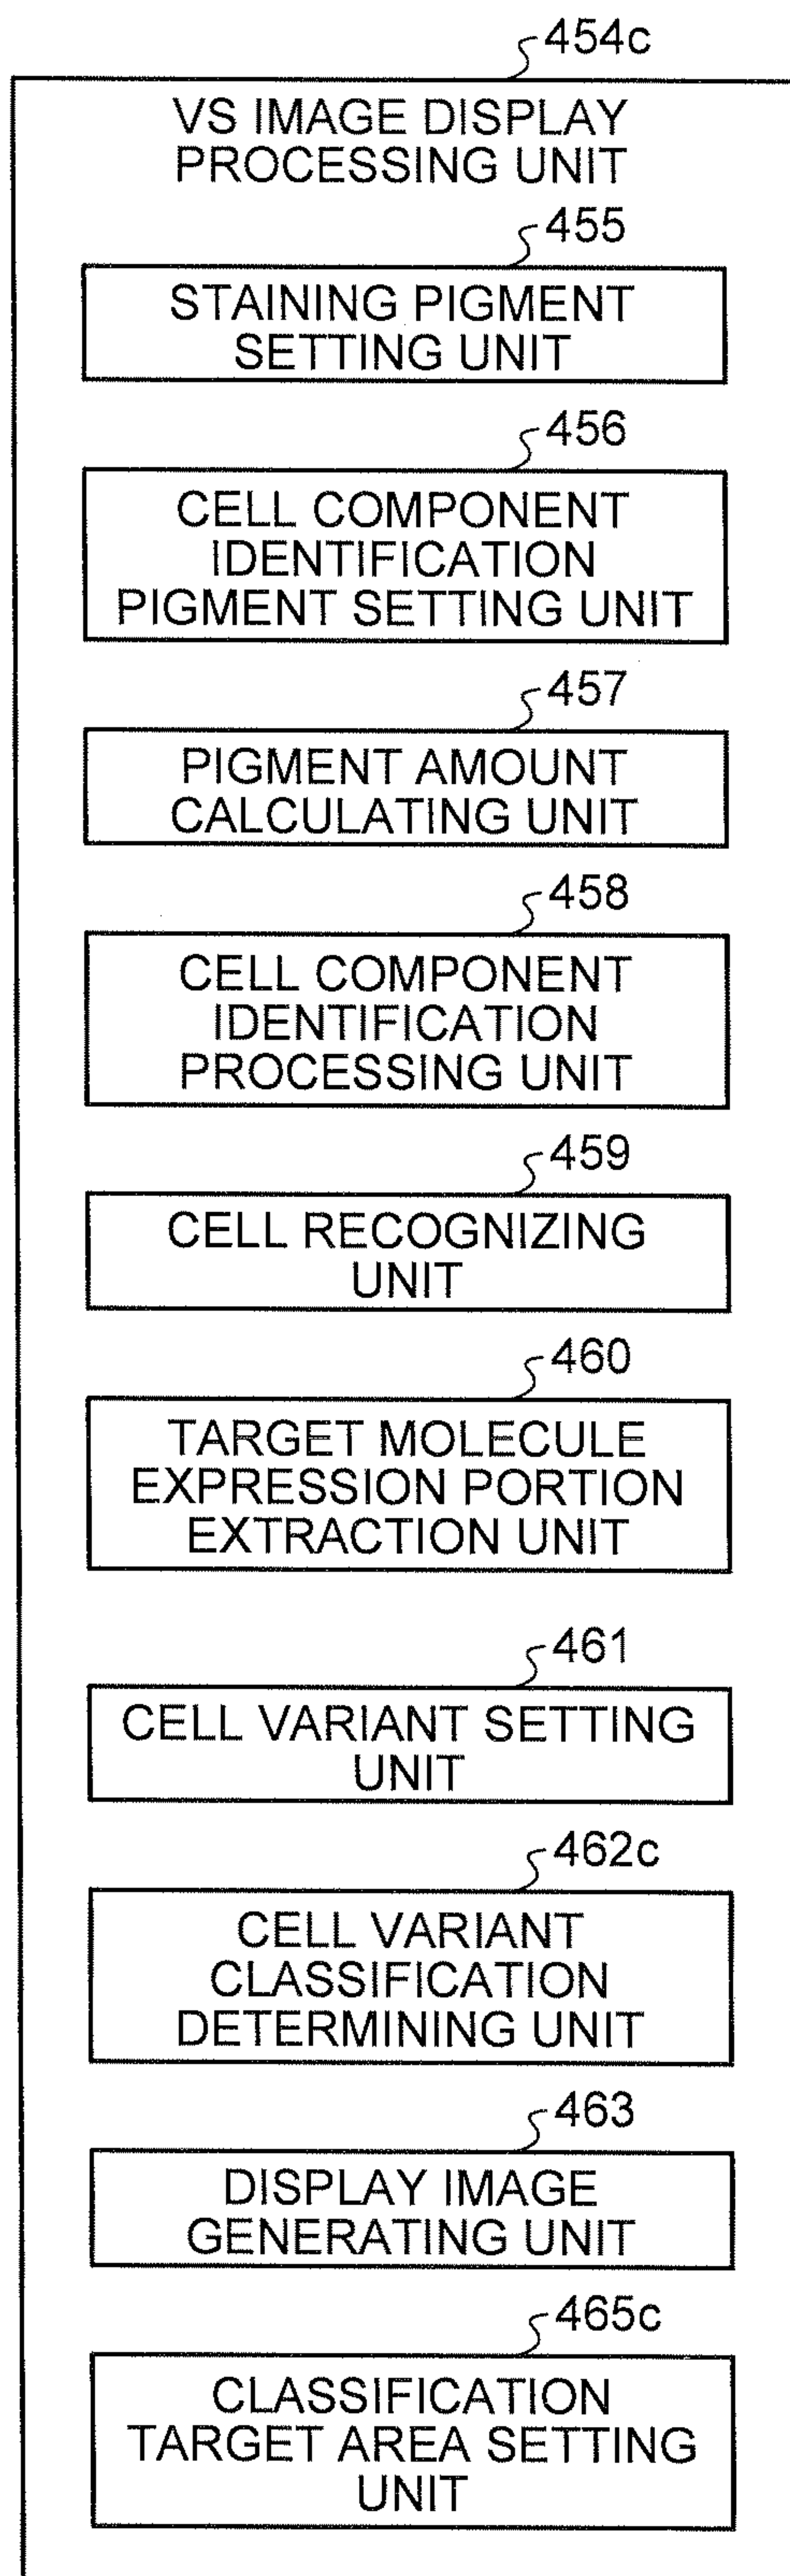 454c
VS IMAGE DISPLAY
PROCESSING UNIT
455
STAINING PIGMENT
SETTING UNIT
456
CELL COMPONENT
IDENTIFICATION
PIGMENT SETTING UNIT
457
PIGMENT AMOUNT
CALCULATING UNIT
458
CELL COMPONENT
IDENTIFICATION
PROCESSING UNIT
459
CELL RECOGNIZING
UNIT
460
TARGET MOLECULE
EXPRESSION PORTION
EXTRACTION UNIT
461
CELL VARIANT SETTING
UNIT
462c
CELL VARIANT
CLASSIFICATION
DETERMINING UNIT
463
DISPLAY IMAGE
GENERATING UNIT
465c
CLASSIFICATION
TARGET AREA SETTING
UNIT